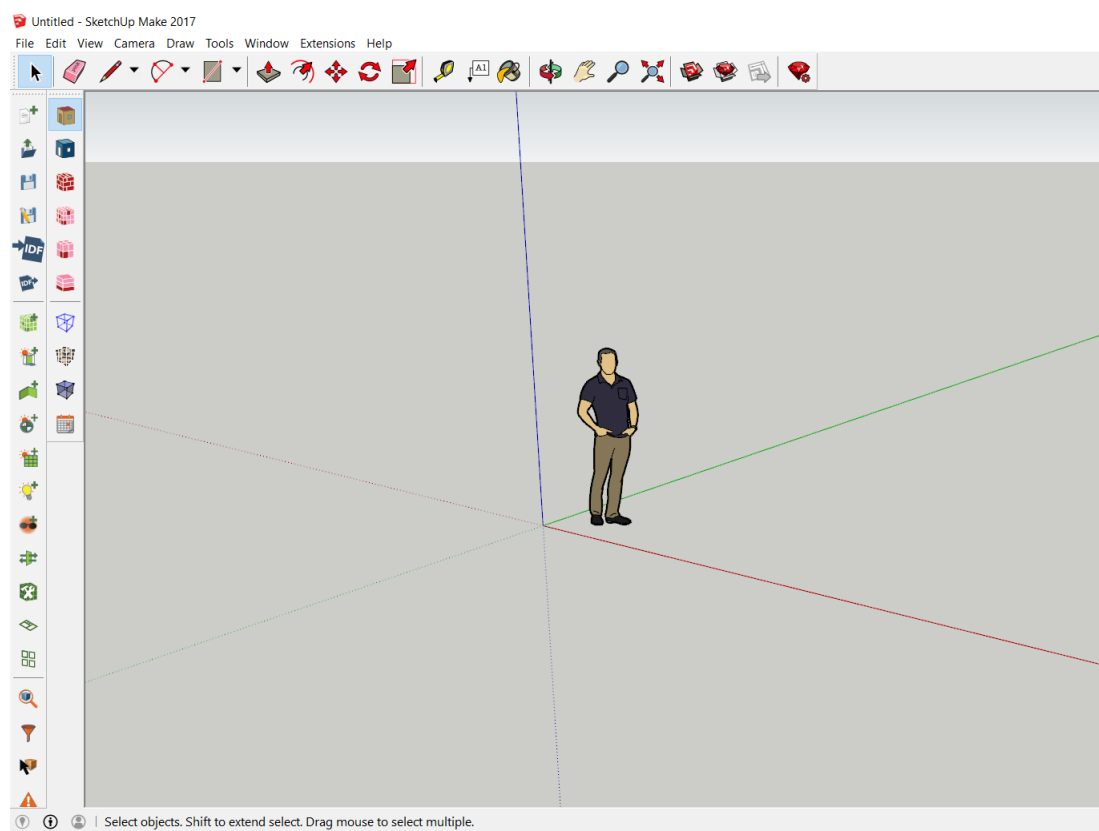 Untitled - SketchUp Make 2017
File Edit View Camera Draw Tools Window Extensions Help
A1
IDF
IDF
Select objects. Shift to extend select. Drag mouse to select multiple.